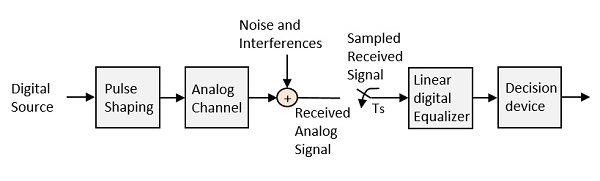 Digital
Source
Pulse
Shaping
Analog
Channel
Noise and
Interferences
+
Received
Analog
Signal
Sampled
Received
Signal
Ts
Linear
digital
Equalizer
Decision
device